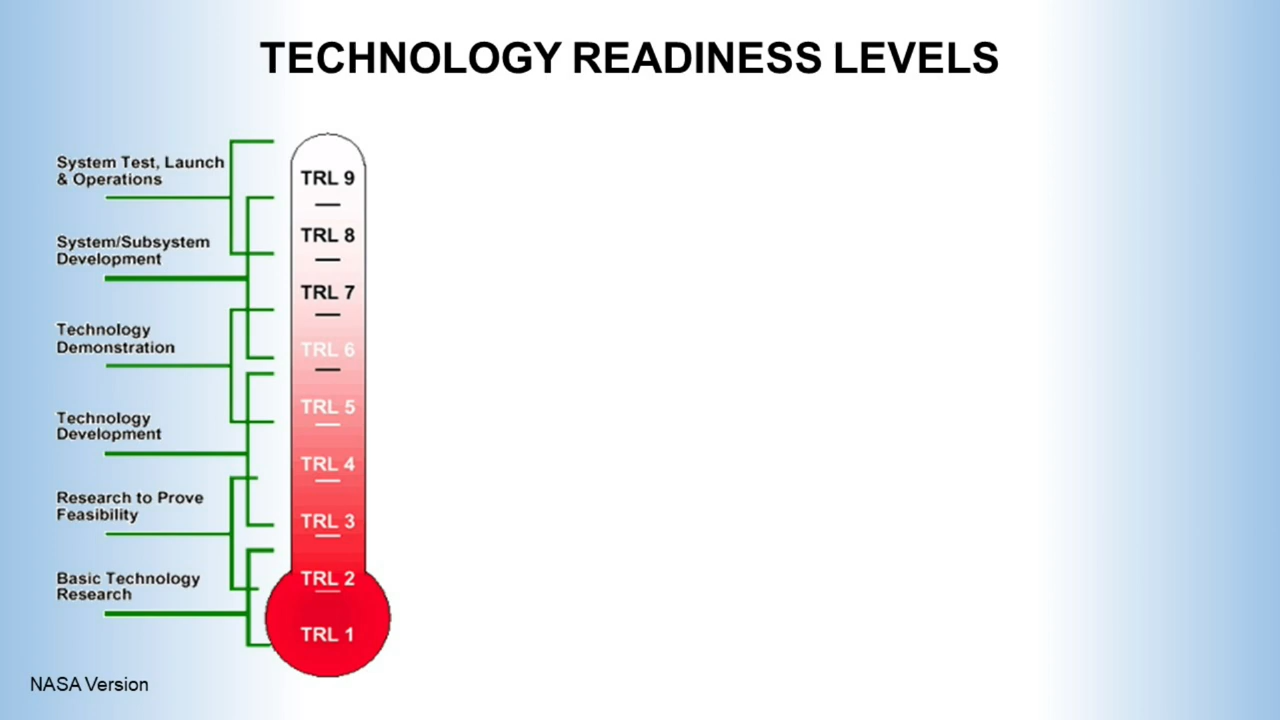 TECHNOLOGY READINESS LEVELS
System Test, Launch
& Operations
System/Subsystem
Development
Technology
Demonstration
Technology
Development
Research to Prove
Feasibility
Basic Technology
Research
TRL 9
TRL 8
TRL 7
TRL 6
TRL 5
TRL 4
TRL 3
TRL 2
TRL 1
NASA Version